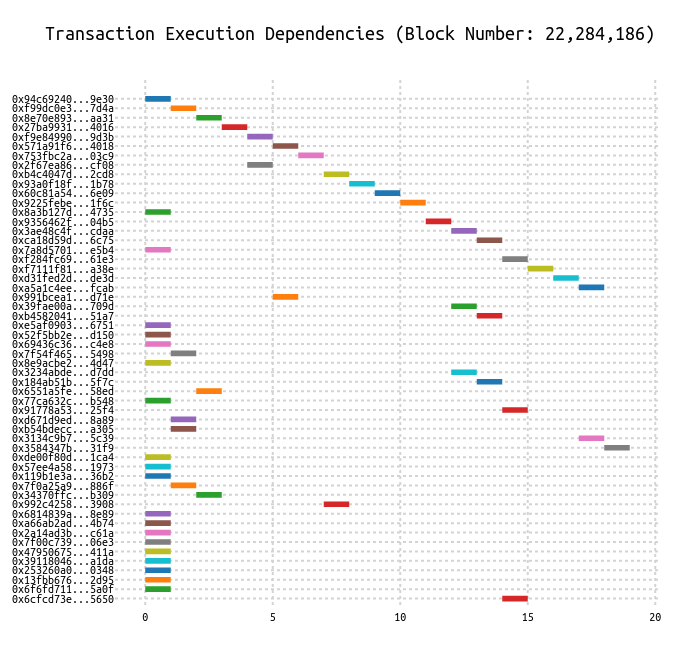 Transaction Execution Dependencies (Block Number: 22,284,186)
0x94c69240...9e30
0xf99dc0e3...7d4a
0x8e70e893...aa31
0x27ba9931...4016
0xf9e84990...9d3b
0x571a91f6...4018
0x753fbc2a...03c9
0x2f67ea86...cf08
0xb4c4047d...2cd8
0x93a0f18f...1b78
0x60c81a54...6e09
0x9225febe...1f6c
0x8a3b127d...4735
0x9356462f...04b5
0x3ae48c4f...cdaa
0xca18d59d...6c75
0x7a8d5701...e5b4
0xf284fc69...61e3
0xf7111f81...a38e
0xd31fed2d...de3d
0xa5a1c4ee...fcab
0x991bcea1...d71e
0x39fae00a...709d
0xb4582041...51a7
0xe5af0903...6751
0x52f5bb2e...d150
0x69436c36...c4e8
0x7f54f465...5498
0x8e9acbe2...4d47
0x3234abde...d7dd
0x184ab51b...5f7c
0x6551a5fe...58ed
0x77ca632c...b548
0x91778a53...25f4
0xd671d9ed...8a89
0xb54bdecc...a305
0x3134c9b7...5c39
0x3584347b...31f9
0xde00f80d...1ca4
0x57ee4a58...1973
0x119b1e3a...36b2
0x7f0a25a9...886f
0x34370ffc...b309
0x992c4258...3908
0x6814839a...8e89
0xa66ab2ad...4b74
0x2a14ad3b...c61a
0x7f00c739...06e3
0x47950675...411a
0x39118046...a1da
0x253260a0...0348
0x13fbb676...2d95
0x6f6fd711...5a0f
0x6cfcd73e...5650
0 5 10 15 20